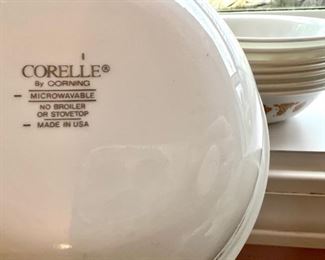 CORELLE®
By CORNING
MICROWAVABLE
NO BROILER
OR STOVETOP
MADE IN USA